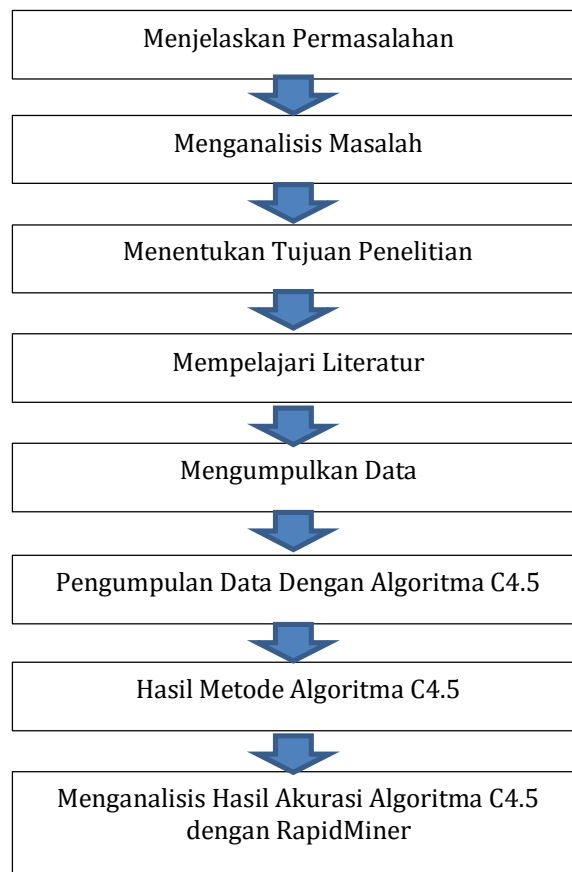 Menjelaskan Permasalahan
Menganalisis Masalah
Menentukan Tujuan Penelitian
Mempelajari Literatur
Mengumpulkan Data
Pengumpulan Data Dengan Algoritma C4.5
Hasil Metode Algoritma C4.5
Menganalisis Hasil Akurasi Algoritma C4.5
dengan RapidMiner